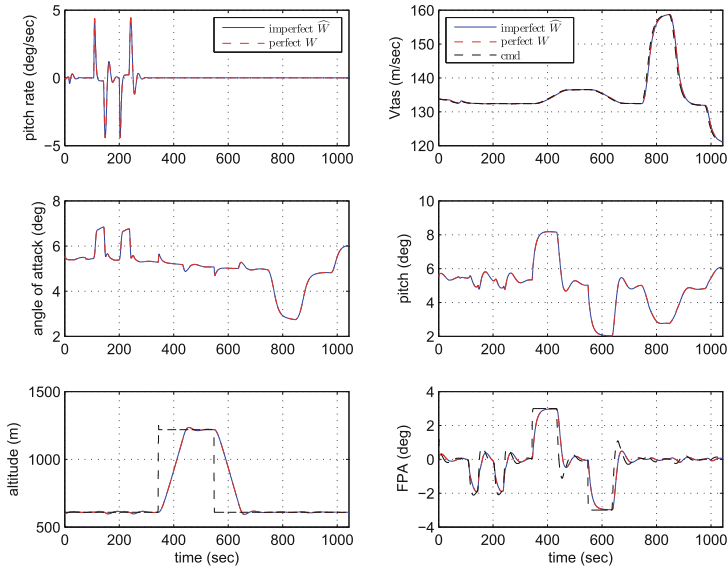 5
0
−5
0 200 400 600 800 1000
pitch rate (deg/sec)
imperfect Ŵ
perfect W
160
150
140
130
120
0 200 400 600 800 1000
Vtas (m/sec)
imperfect Ŵ
perfect W
cmd
8
6
4
2
0 200 400 600 800 1000
angle of attack (deg)
10
8
6
4
2
0 200 400 600 800 1000
pitch (deg)
1500
1000
500
0 200 400 600 800 1000
altitude (m)
time (sec)
4
2
0
−2
−4
0 200 400 600 800 1000
FPA (deg)
time (sec)